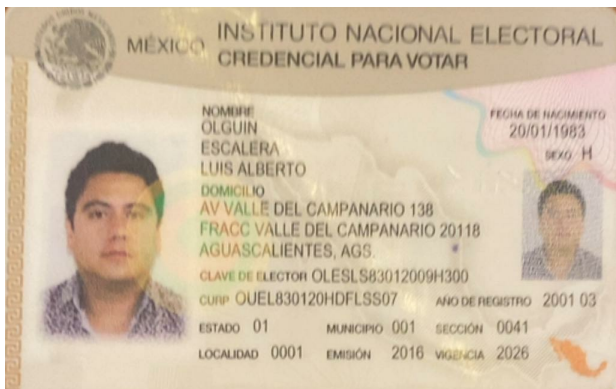 MÉXICO
INSTITUTO NACIONAL ELECTORAL
CREDENCIAL PARA VOTAR
NOMBRE
OLGUIN
ESCALERA
LUIS ALBERTO
FECHA DE NACIMIENTO
20/01/1983
SEXO H
DOMICILIO
AV VALLE DEL CAMPANARIO 138
FRACC VALLE DEL CAMPANARIO 20118
AGUASCALIENTES, AGS.
CLAVE DE ELECTOR OLESLS83012009H300
CURP OUEL830120HDFLSS07 AÑO DE REGISTRO 2001 03
ESTADO 01 MUNICIPIO 001 SECCIÓN 0041
LOCALIDAD 0001 EMISIÓN 2016 VIGENCIA 2026